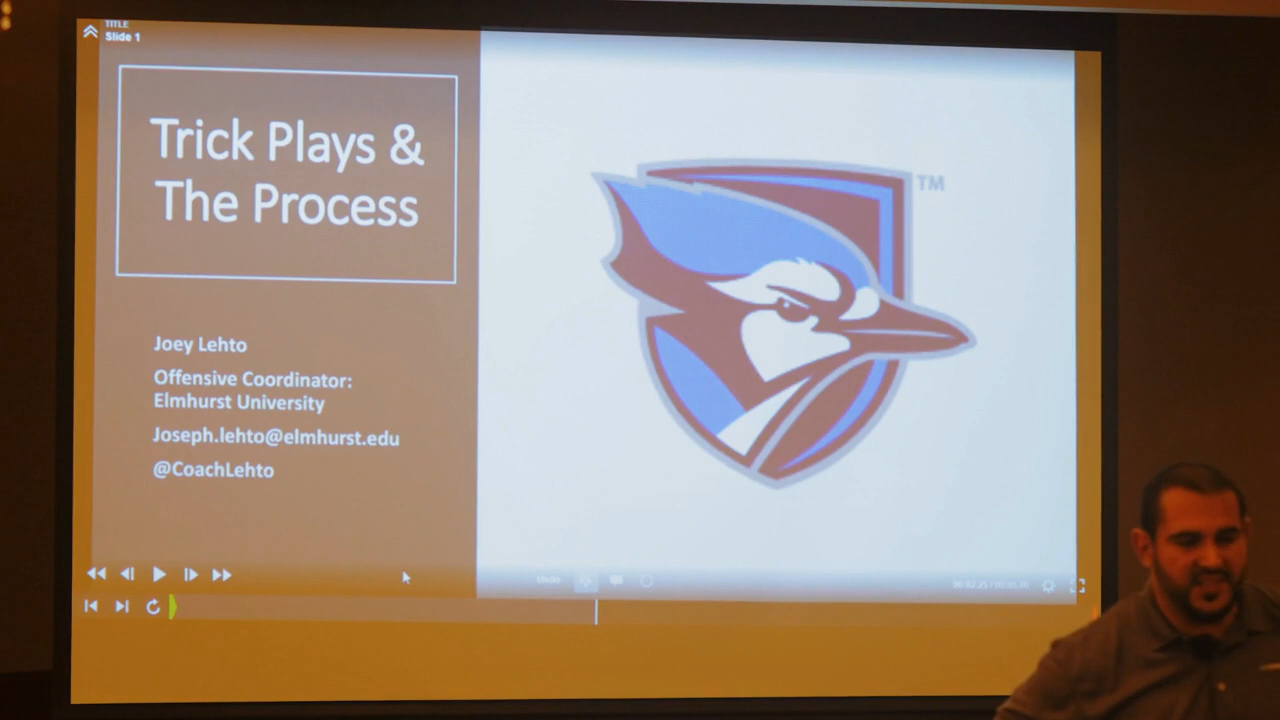 TITLE
Slide 1
Trick Plays &
The Process
TM
Joey Lehto
Offensive Coordinator:
Elmhurst University
Joseph.lehto@elmhurst.edu
@CoachLehto
Undo